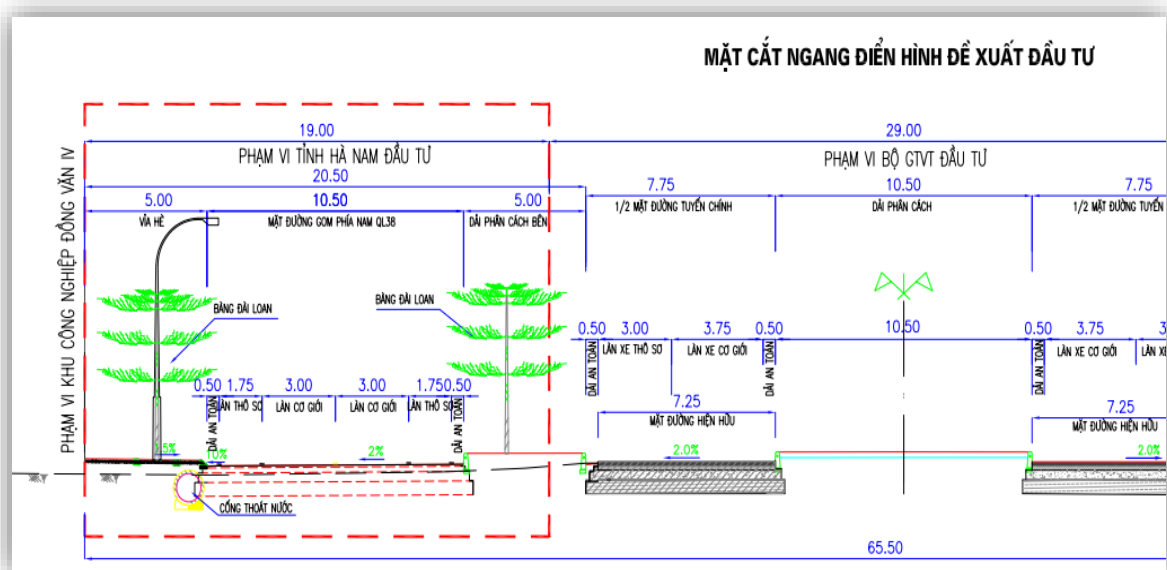 MẶT CẮT NGANG ĐIỂN HÌNH ĐỀ XUẤT ĐẦU TƯ
19.00
29.00
PHẠM VI TỈNH HÀ NAM ĐẦU TƯ
PHẠM VI BỘ GTVT ĐẦU TƯ
20.50
7.75
10.50
7.75
5.00
10.50
5.00
1/2 MẶT ĐƯỜNG TUYẾN CHÍNH
DẢI PHÂN CÁCH
1/2 MẶT ĐƯỜNG TUYẾN
VỈA HÈ
MẶT ĐƯỜNG GOM PHÍA NAM QL38
DẢI PHÂN CÁCH BÊN
PHẠM VI KHU CÔNG NGHIỆP ĐỒNG VĂN IV
BÀNG ĐÀI LOAN
BÀNG ĐÀI LOAN
0.50
3.00
3.75
0.50
10.50
0.50
3.75
DẢI AN TOÀN
LÀN XE THÔ SƠ
LÀN XE CƠ GIỚI
DẢI AN TOÀN
DẢI AN TOÀN
LÀN XE CƠ GIỚI
0.50
1.75
3.00
3.00
1.75
0.50
DẢI AN TOÀN
LÀN THÔ SƠ
LÀN CƠ GIỚI
LÀN CƠ GIỚI
LÀN THÔ SƠ
DẢI AN TOÀN
7.25
MẶT ĐƯỜNG HIỆN HỮU
7.25
MẶT ĐƯỜNG HIỆN HỮU
10%
2%
2.0%
2.0%
CỐNG THOÁT NƯỚC
65.50